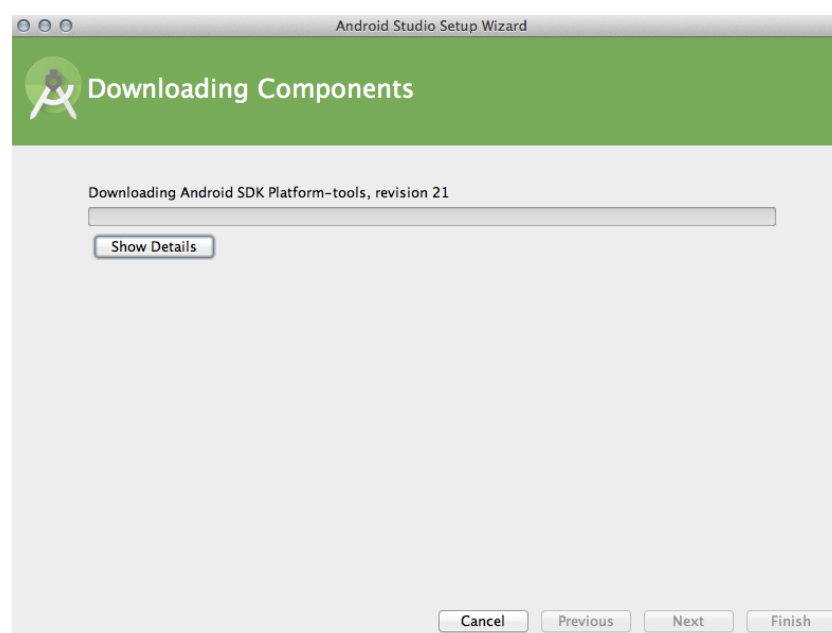 Android Studio Setup Wizard
Downloading Components
Downloading Android SDK Platform-tools, revision 21
Show Details
Cancel Previous Next Finish